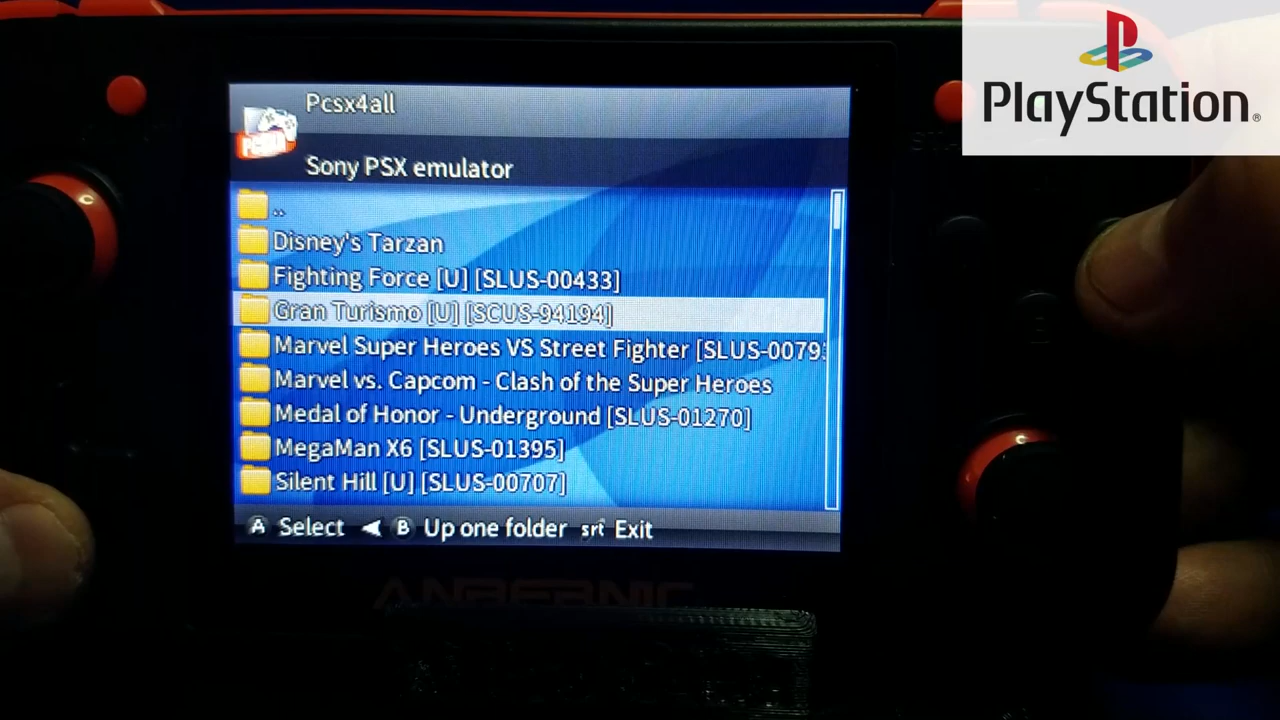 PlayStation®
Pcsx4all
Sony PSX emulator
..
Disney's Tarzan
Fighting Force [U] [SLUS-00433]
Gran Turismo [U] [SCUS-94194]
Marvel Super Heroes VS Street Fighter [SLUS-0079
Marvel vs. Capcom - Clash of the Super Heroes
Medal of Honor - Underground [SLUS-01270]
MegaMan X6 [SLUS-01395]
Silent Hill [U] [SLUS-00707]
A Select ◀ B Up one folder srt Exit
ANBERNIC